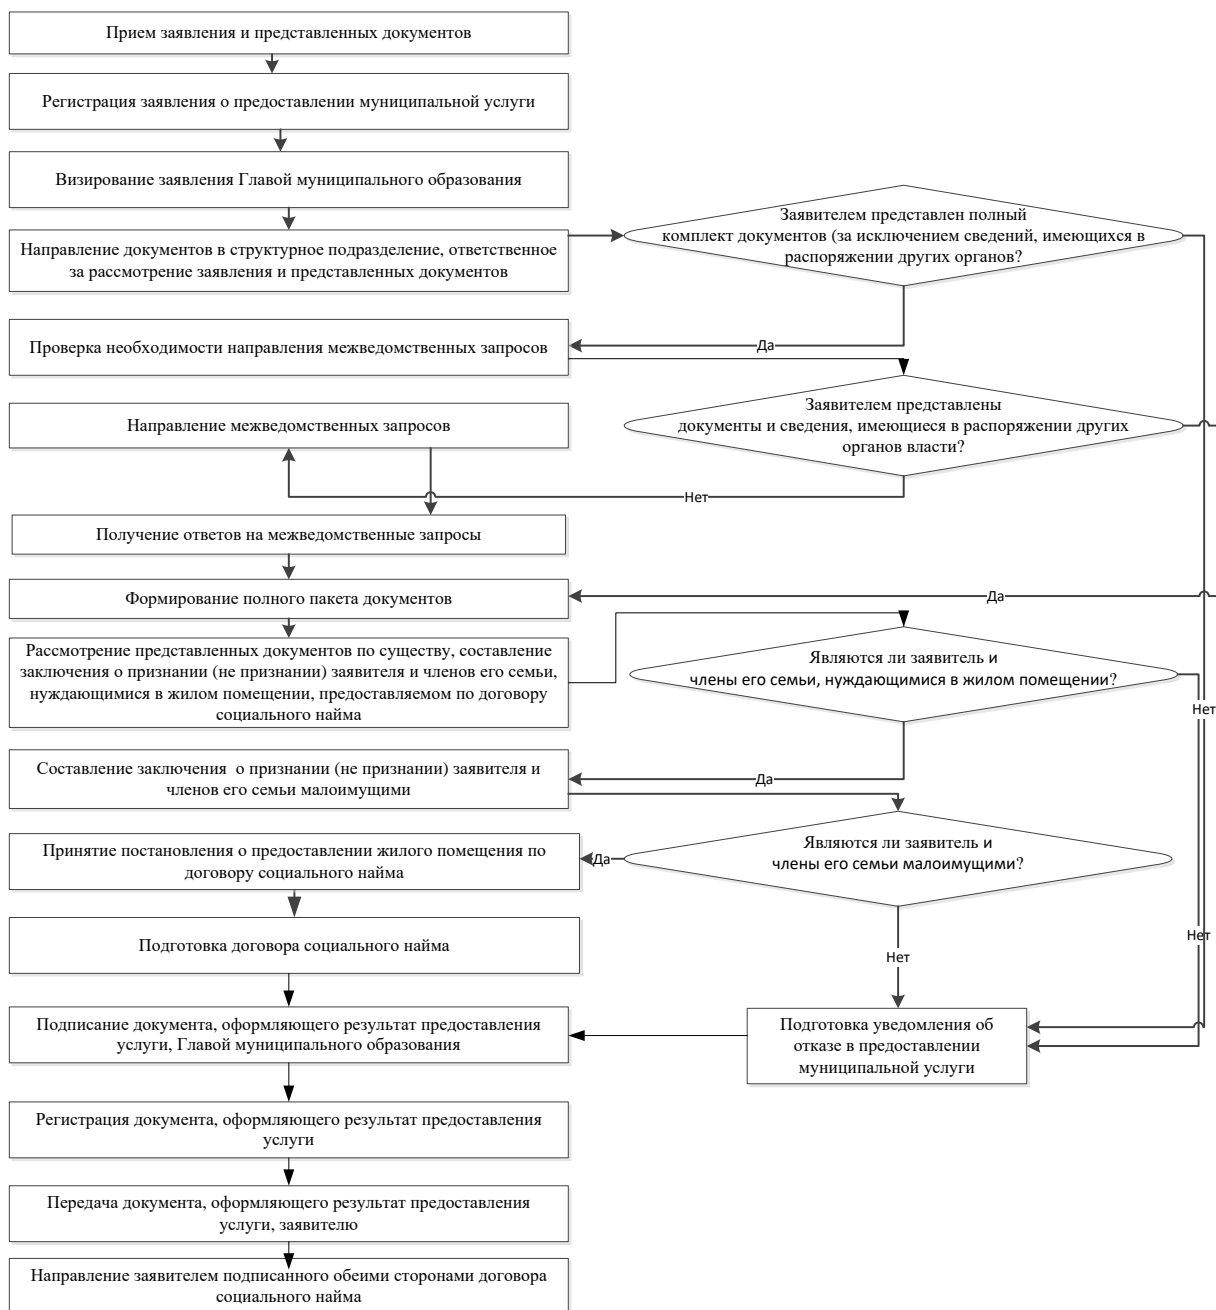 Прием заявления и представленных документов
Регистрация заявления о предоставлении муниципальной услуги
Визирование заявления Главой муниципального образования
Направление документов в структурное подразделение, ответственное
за рассмотрение заявления и представленных документов
Заявителем представлен полный
комплект документов (за исключением сведений, имеющихся в
распоряжении других органов?
Да
Проверка необходимости направления межведомственных запросов
Заявителем представлены
документы и сведения, имеющиеся в распоряжении других
органов власти?
Направление межведомственных запросов
Нет
Получение ответов на межведомственные запросы
Формирование полного пакета документов
Да
Рассмотрение представленных документов по существу, составление
заключения о признании (не признании) заявителя и членов его семьи,
нуждающимися в жилом помещении, предоставляемом по договору
социального найма
Являются ли заявитель и
члены его семьи, нуждающимися в жилом помещении?
Нет
Да
Составление заключения  о признании (не признании) заявителя и
членов его семьи малоимущими
Являются ли заявитель и
члены его семьи малоимущими?
Да
Принятие постановления о предоставлении жилого помещения по
договору социального найма
Нет
Нет
Подготовка договора социального найма
Подписание документа, оформляющего результат предоставления
услуги, Главой муниципального образования
Подготовка уведомления об
отказе в предоставлении
муниципальной услуги
Регистрация документа, оформляющего результат предоставления
услуги
Передача документа, оформляющего результат предоставления
услуги, заявителю
Направление заявителем подписанного обеими сторонами договора
социального найма